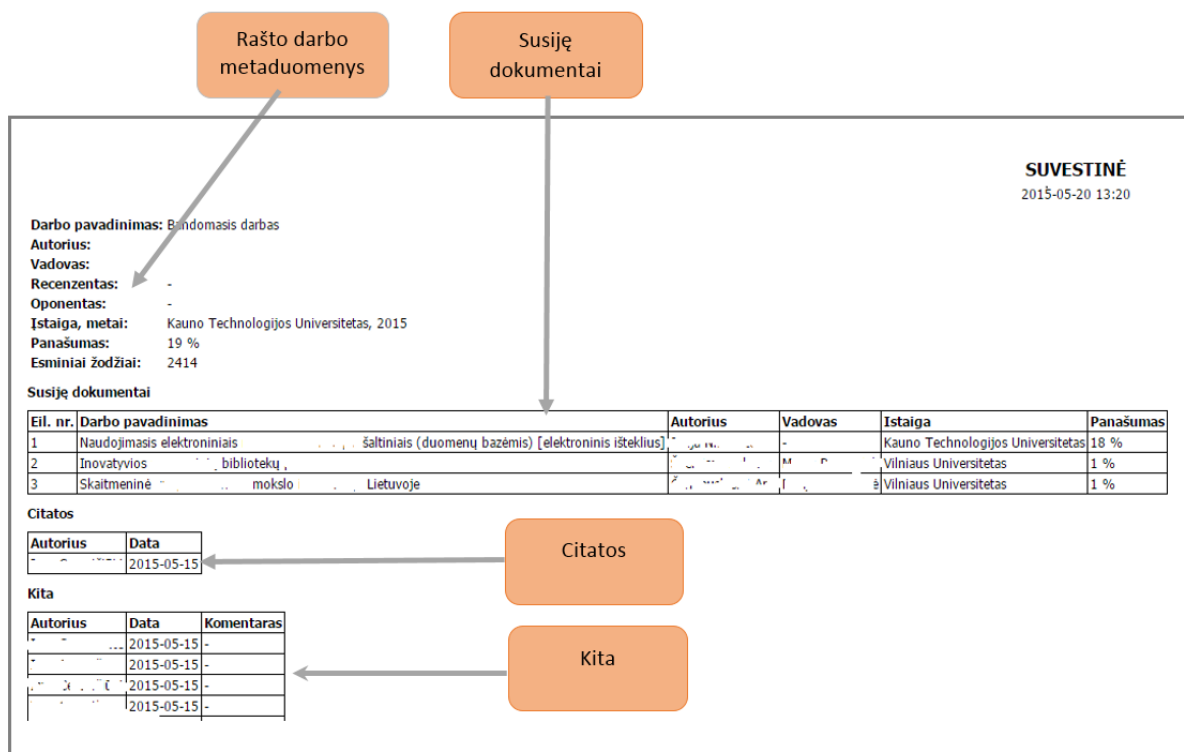 Rašto darbo
metaduomenys
Susiję
dokumentai
SUVESTINĖ
2015-05-20 13:20
Darbo pavadinimas: Bandomasis darbas
Autorius:
Vadovas:
Recenzentas: -
Oponentas: -
Įstaiga, metai: Kauno Technologijos Universitetas, 2015
Panašumas: 19 %
Esminiai žodžiai: 2414
Susiję dokumentai
Eil. nr. Darbo pavadinimas Autorius Vadovas Istaiga Panašumas
1 Naudojimasis elektroniniais šaltiniais (duomenų bazėmis) [elektroninis išteklius] - Kauno Technologijos Universitetas 18 %
2 Inovatyvios bibliotekų Vilniaus Universitetas 1 %
3 Skaitmeninė mokslo Lietuvoje Vilniaus Universitetas 1 %
Citatos
Autorius Data
2015-05-15
Citatos
Kita
Autorius Data Komentaras
2015-05-15 -
2015-05-15 -
2015-05-15 -
2015-05-15 -
Kita